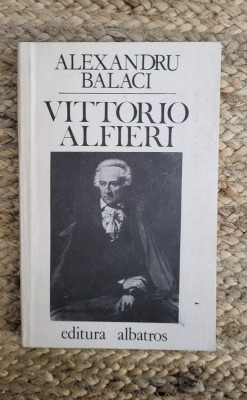 ALEXANDRU
BALACI
VITTORIO
ALFIERI
editura albatros